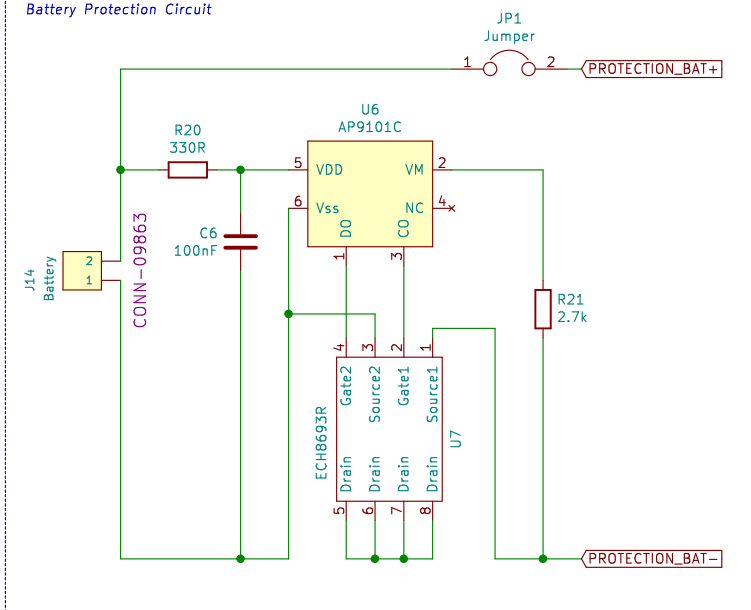 Battery Protection Circuit
JP1
Jumper
1
2
PROTECTION_BAT+
U6
AP9101C
R20
330R
5
VDD
VM
2
6
Vss
NC
4
DO
CO
1
3
C6
100nF
CONN-09863
J14
Battery
2
1
R21
2.7k
4
3
2
1
Gate2
Source2
Gate1
Source1
ECH8693R
U7
Drain
Drain
Drain
Drain
5
6
7
8
PROTECTION_BAT-